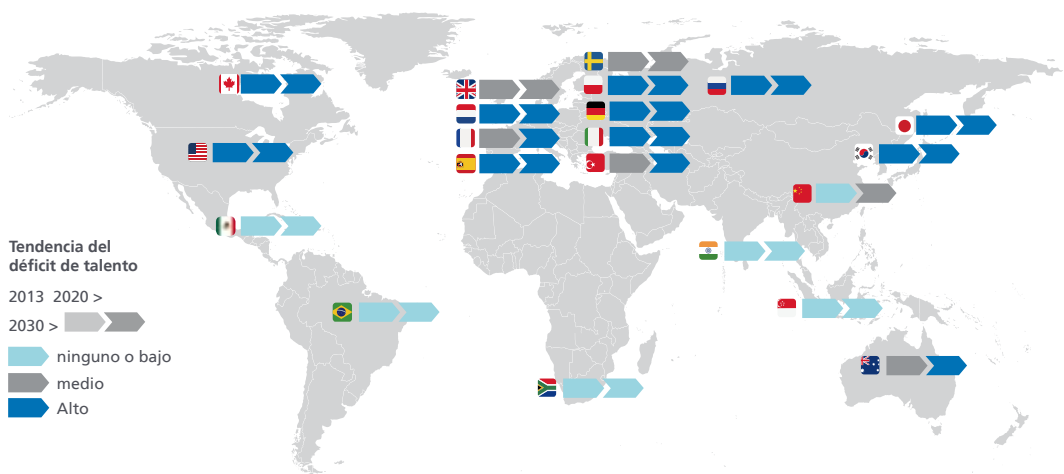 Tendencia del
déficit de talento
2013 2020 >
2030 >
ninguno o bajo
medio
Alto